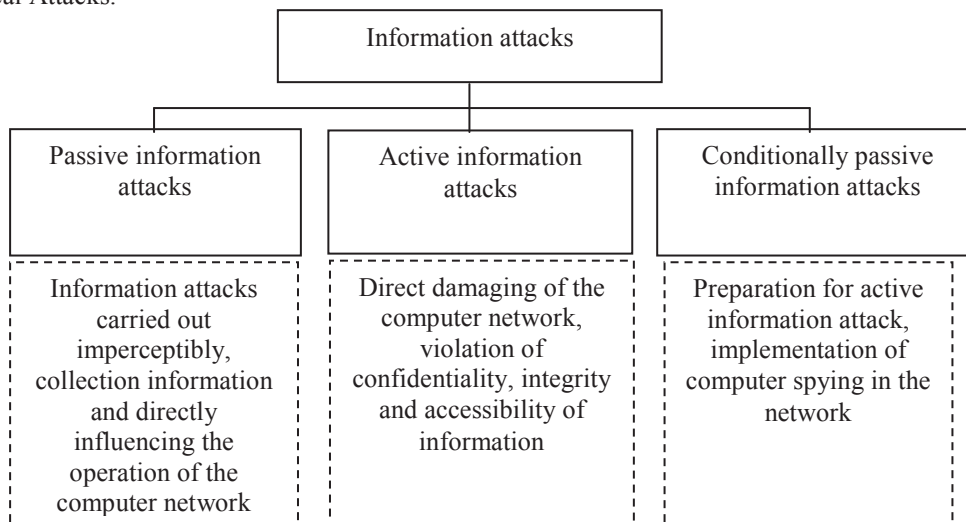 Attacks.
Information attacks
Passive information
attacks
Active information
attacks
Conditionally passive
information attacks
Information attacks
carried out
imperceptibly,
collection information
and directly
influencing the
operation of the
computer network
Direct damaging of the
computer network,
violation of
confidentiality, integrity
and accessibility of
information
Preparation for active
information attack,
implementation of
computer spying in the
network